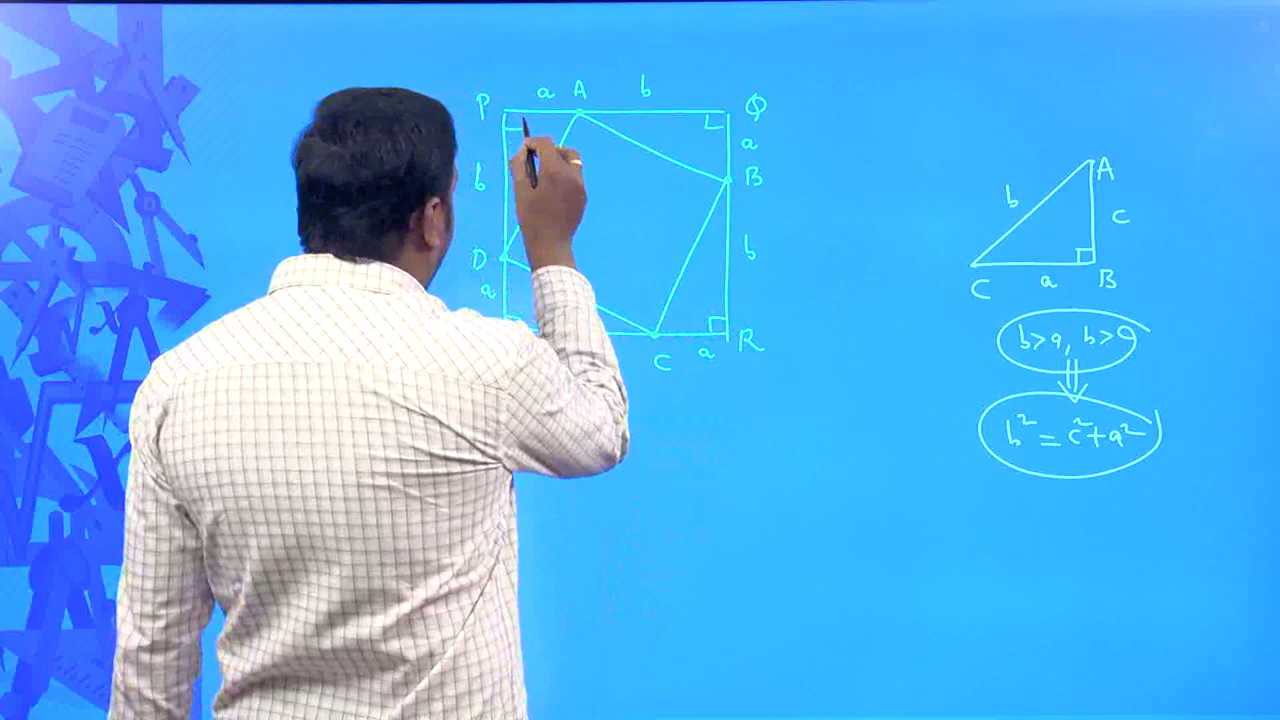 P a A b Q
a
b B
D b
a
C a R
A
b c
C a B
b>a, b>
b² = c² + a²